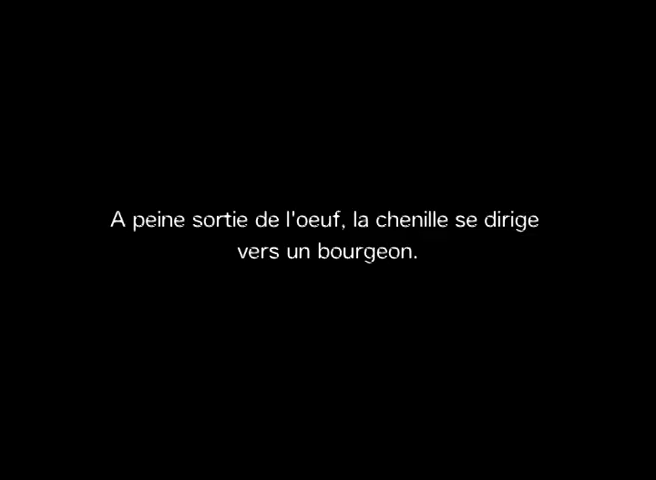 A peine sortie de l'oeuf, la chenille se dirige
vers un bourgeon.